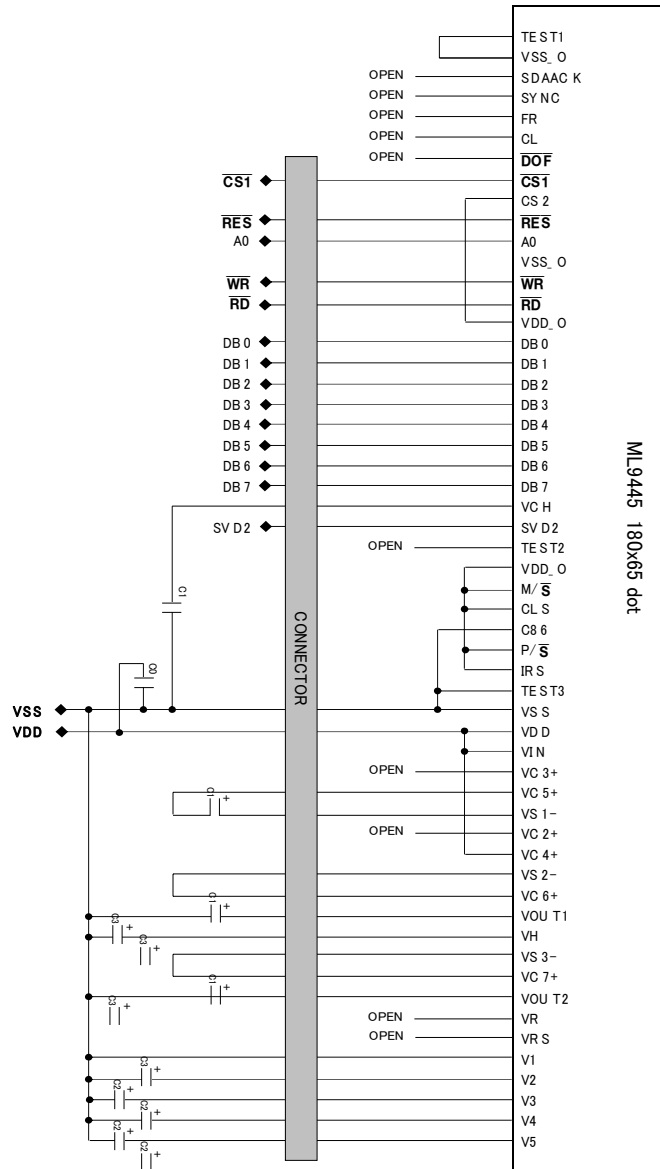 TEST1
VSS_O
OPEN SDAACK
OPEN SYNC
OPEN FR
OPEN CL
OPEN DOF
CS1 CS1
CS2
RES RES
A0 A0
VSS_O
WR WR
RD RD
VDD_O
DB0 DB0
DB1 DB1
DB2 DB2
DB3 DB3
DB4 DB4
DB5 DB5
DB6 DB6
DB7 DB7
VCH
SVD2 SVD2
OPEN TEST2
VDD_O
M/S
C1 CLS
C86
P/S
C0 IRS
TEST3
VSS VSS
VDD VDD
VIN
OPEN VC3+
VC5+
C1 + VS1-
OPEN VC2+
VC4+
VS2-
VC6+
C1 + VOUT1
C3 + VH
C3 + VS3-
VC7+
C1 + VOUT2
C3 + OPEN VR
OPEN VRS
V1
C3 + V2
C2 + V3
C2 + V4
C2 + V5
C2 +
CONNECTOR
ML9445 180x65 dot